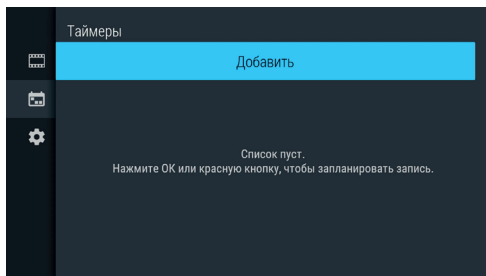 Таймеры
Добавить
Список пуст.
Нажмите ОК или красную кнопку, чтобы запланировать запись.